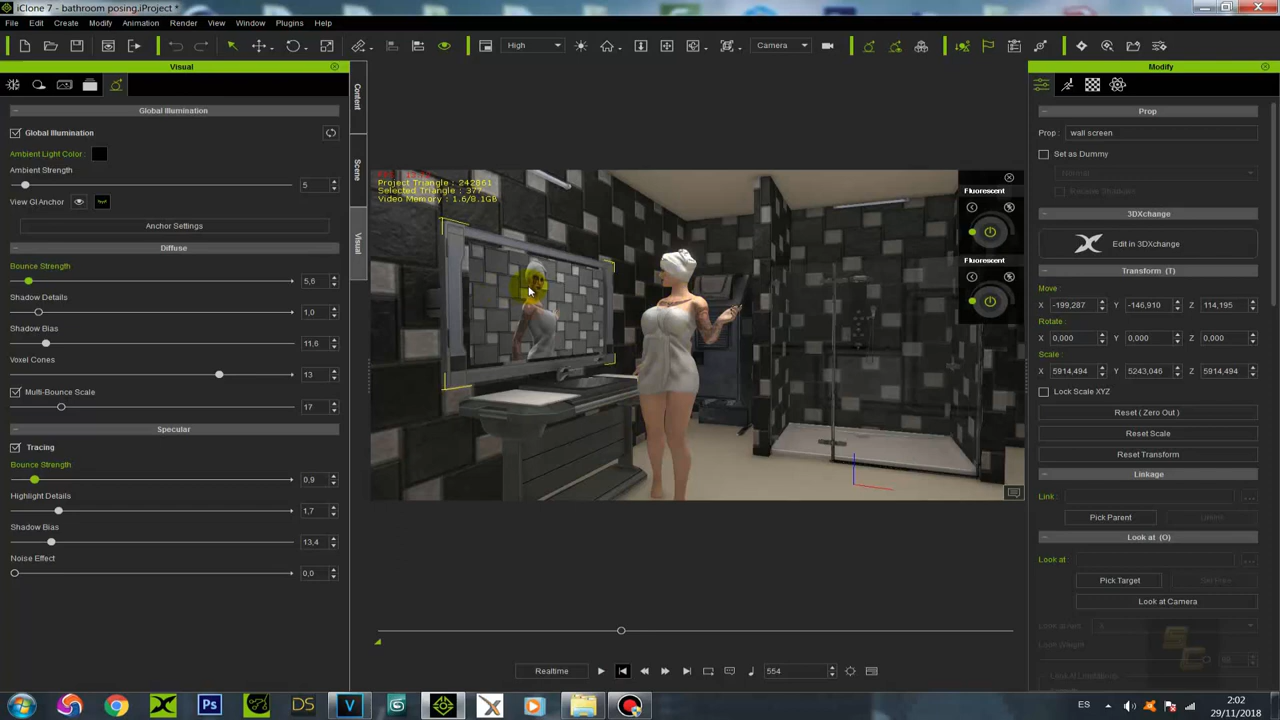 iClone 7 - bathroom posing.iProject *
File Edit Create Modify Animation Render View Window Plugins Help
High
Camera
Visual
Content
Scene
Visual
Global Illumination
Global Illumination
Ambient Light Color :
Ambient Strength
5
View GI Anchor
Anchor Settings
Diffuse
Bounce Strength
5,6
Shadow Details
1,0
Shadow Bias
11,6
Voxel Cones
13
Multi-Bounce Scale
17
Specular
Tracing
Bounce Strength
0,9
Highlight Details
1,7
Shadow Bias
13,4
Noise Effect
0,0
Project Triangle : 242861
Selected Triangle : 377
Video Memory : 1.6/8.1GB
Fluorescent
Fluorescent
Realtime
554
Modify
Prop
Prop : wall screen
Set as Dummy
Normal
3DXchange
Edit in 3DXchange
Transform (T)
Move :
X -199,287 Y -146,910 Z 114,195
Rotate :
X 0,000 Y 0,000 Z 0,000
Scale :
X 5914,494 Y 5243,046 Z 5914,494
Lock Scale XYZ
Reset ( Zero Out )
Reset Scale
Reset Transform
Linkage
Link :
Pick Parent
Look at (O)
Look at :
Pick Target
Look at Camera
Ps
DS
V
ES
2:02
29/11/2018